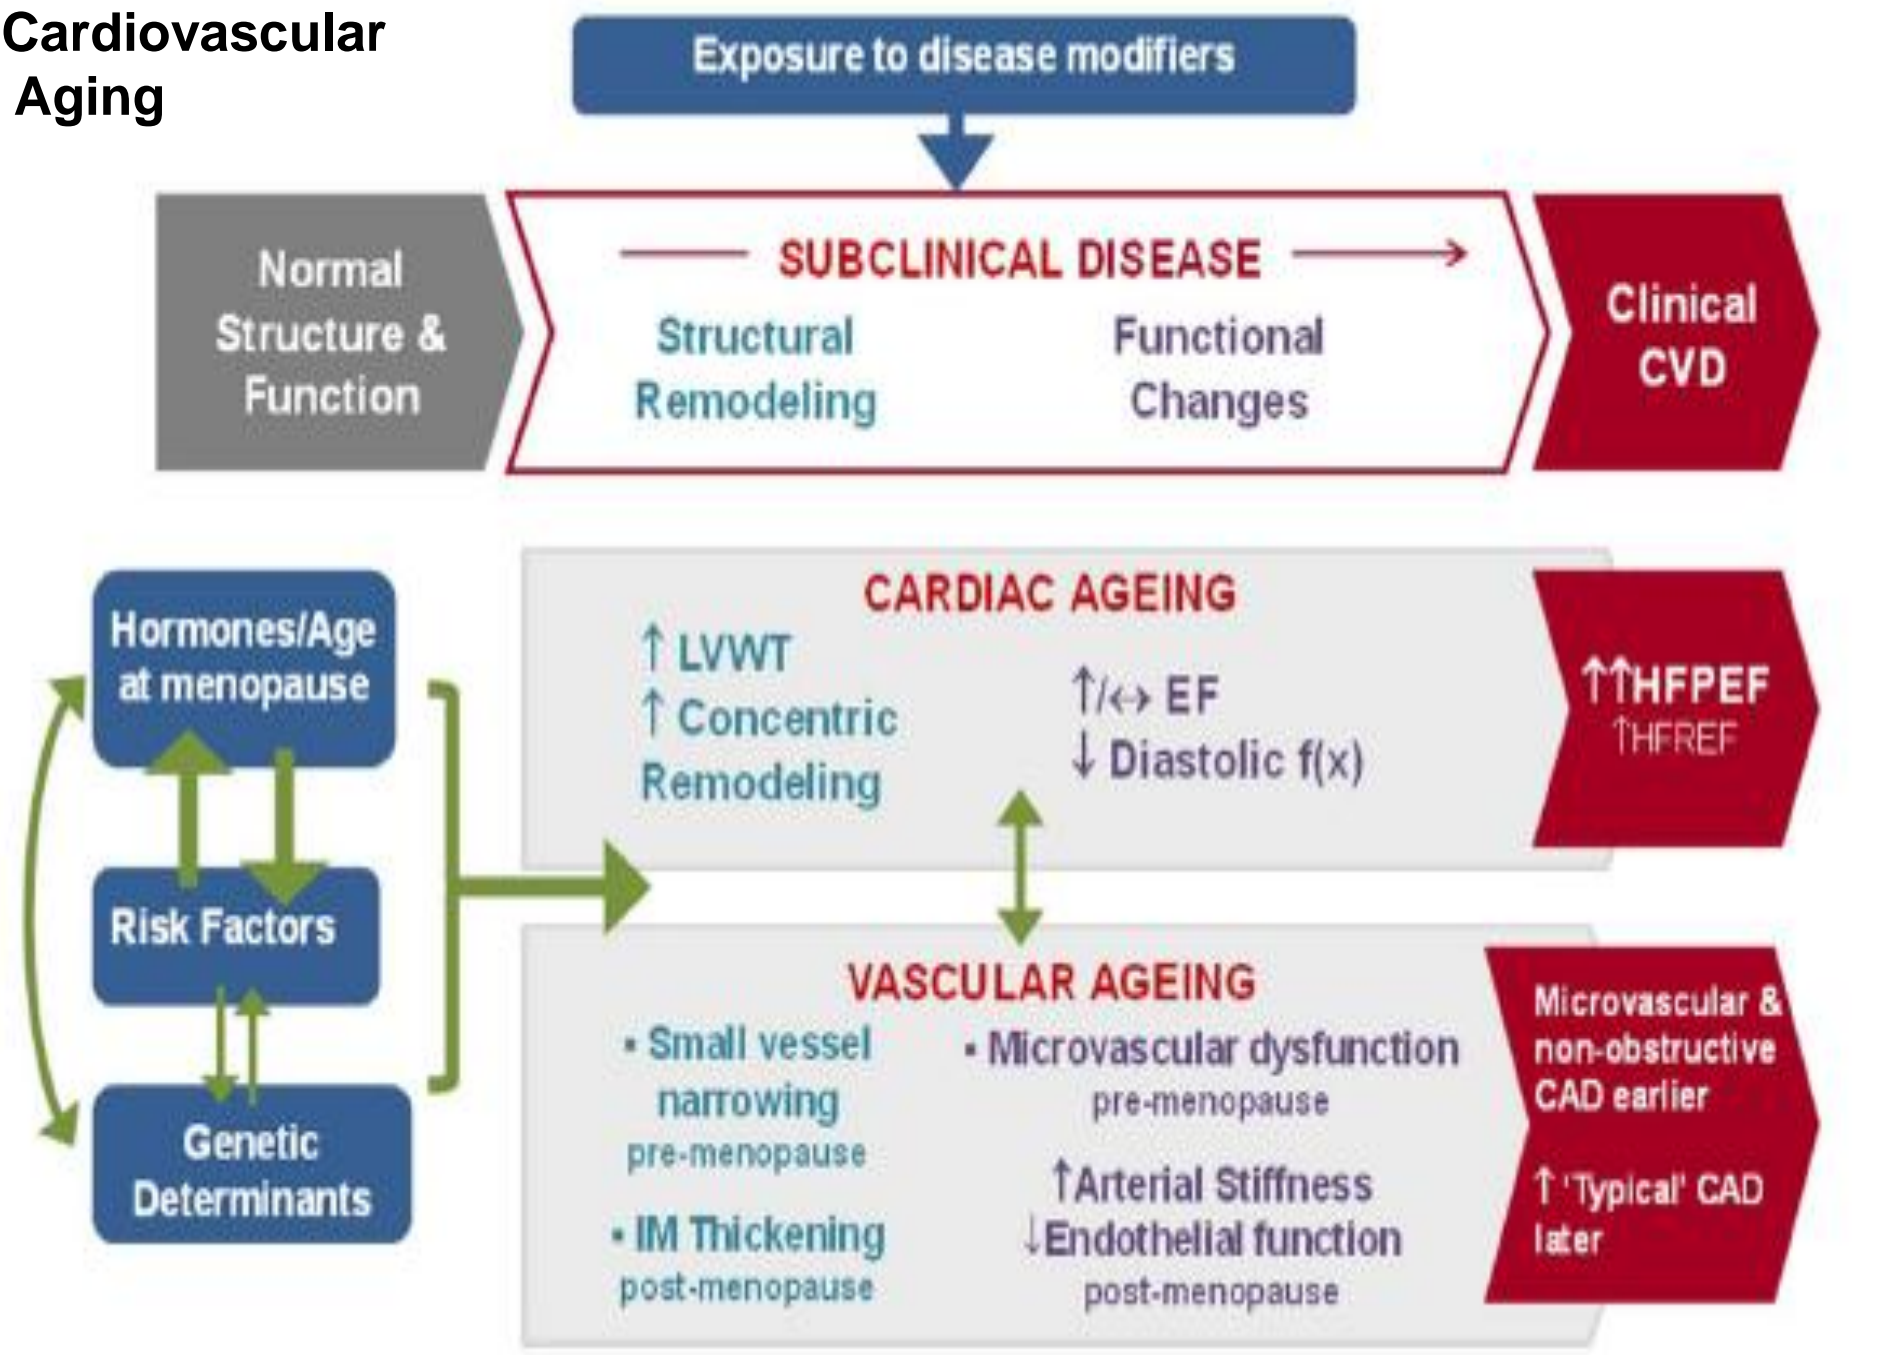 Cardiovascular
Aging
Exposure to disease modifiers
Normal
Structure &
Function
SUBCLINICAL DISEASE
Structural
Remodeling
Functional
Changes
Clinical
CVD
Hormones/Age
at menopause
Risk Factors
Genetic
Determinants
CARDIAC AGEING
↑ LVWT
↑ Concentric
Remodeling
↑/↔ EF
↓ Diastolic f(x)
↑↑HFPEF
↑HFREF
VASCULAR AGEING
▪ Small vessel
narrowing
pre-menopause
▪ IM Thickening
post-menopause
▪ Microvascular dysfunction
pre-menopause
↑Arterial Stiffness
↓Endothelial function
post-menopause
Microvascular &
non-obstructive
CAD earlier
↑ 'Typical' CAD
later